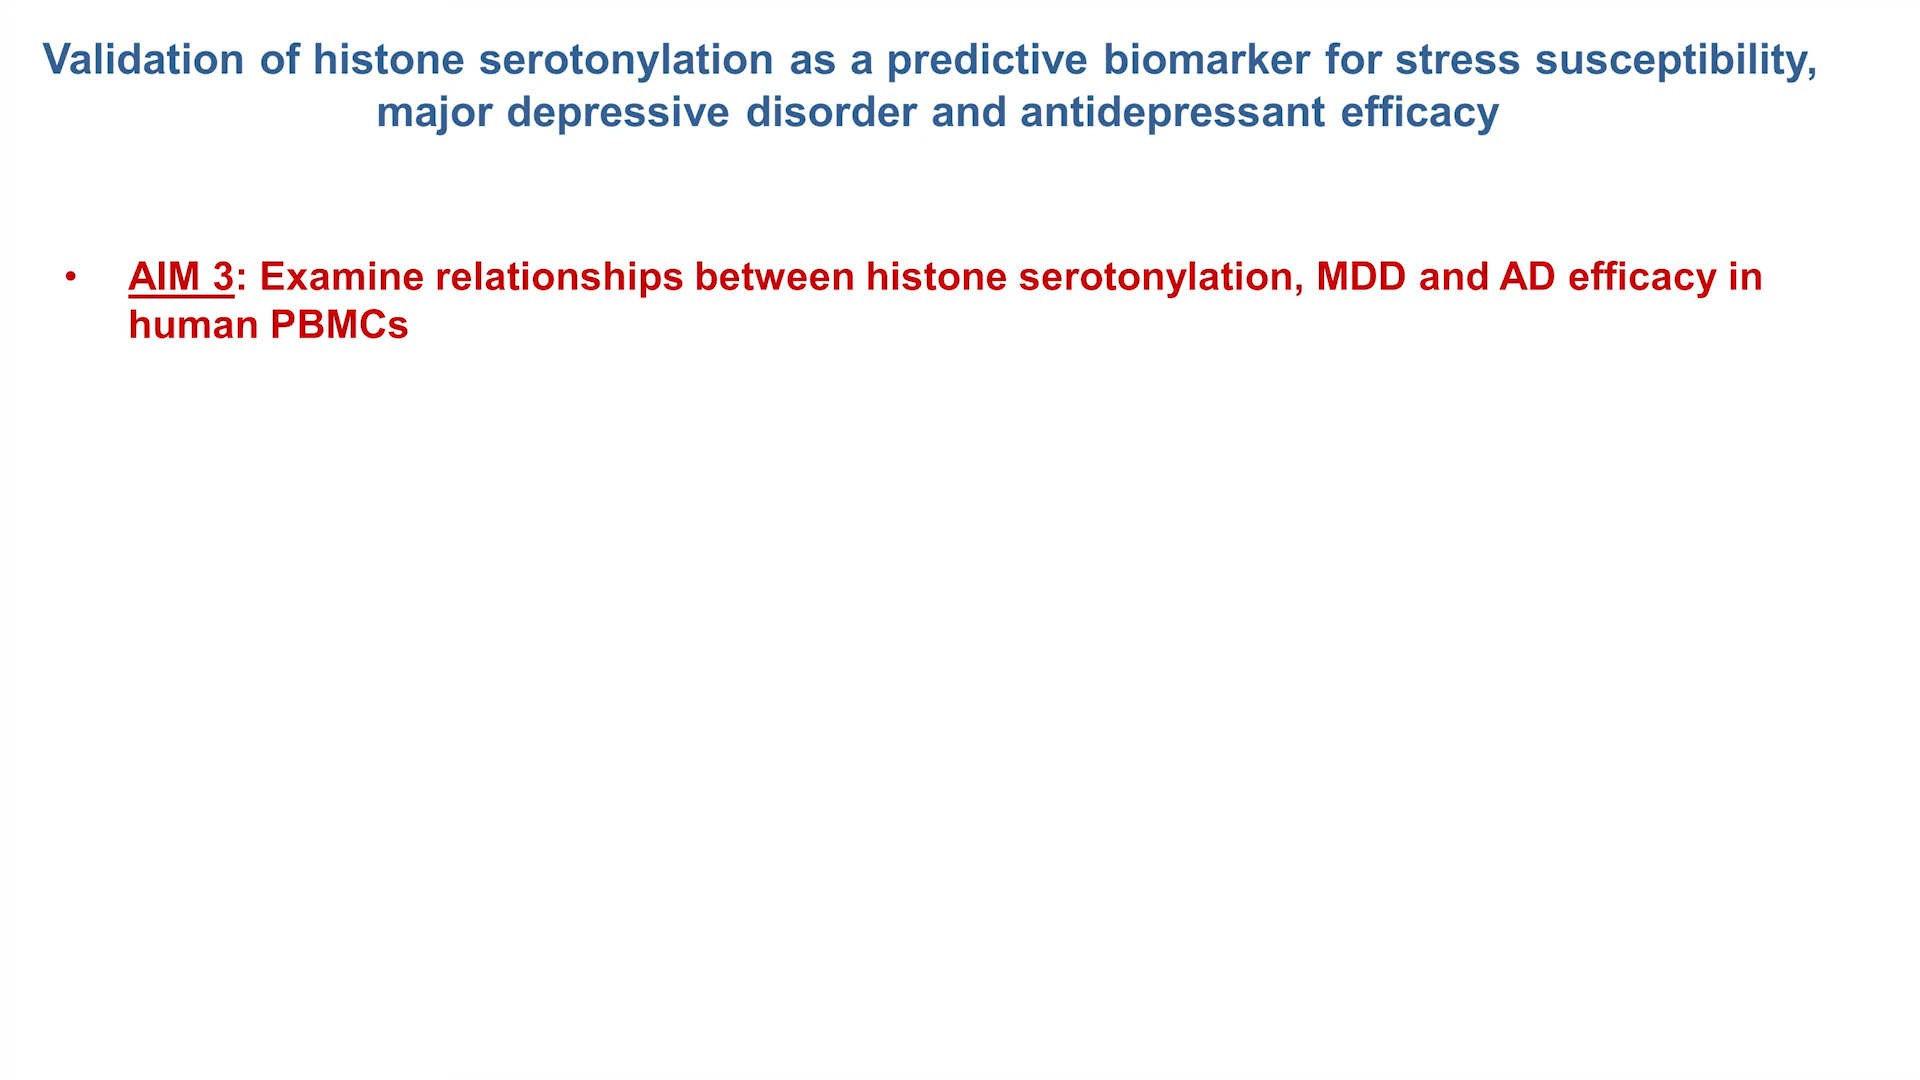 Validation of histone serotonylation as a predictive biomarker for stress susceptibility,
major depressive disorder and antidepressant efficacy
• AIM 3: Examine relationships between histone serotonylation, MDD and AD efficacy in
human PBMCs